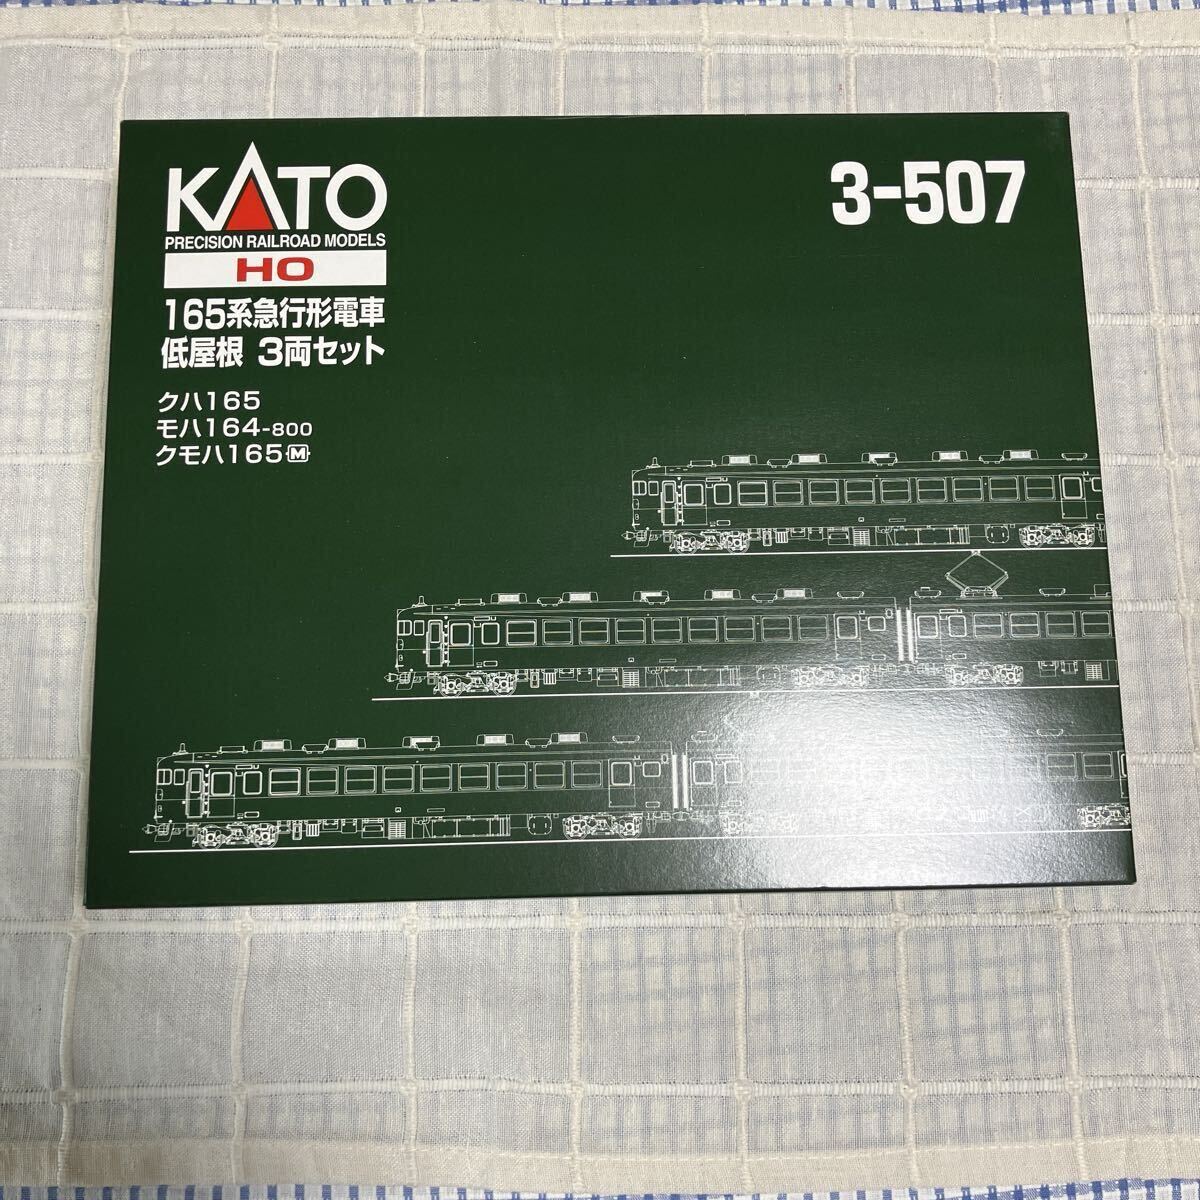 KATO
PRECISION RAILROAD MODELS
HO
165系急行形電車
低屋根 3両セット
クハ165
モハ164-800
クモハ165 M
3-507